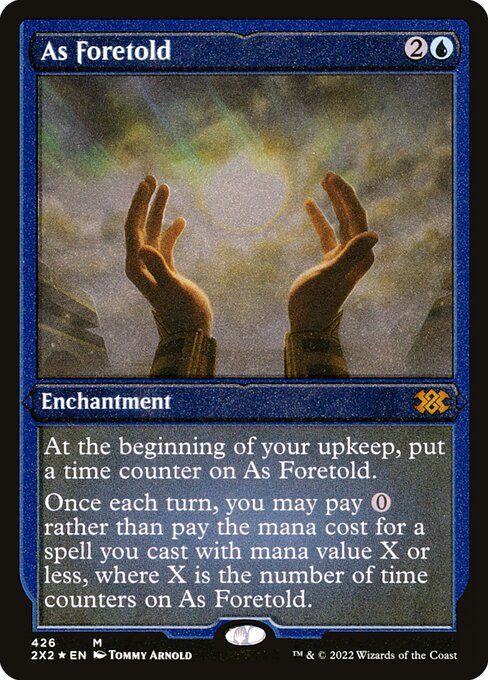 As Foretold 2
Enchantment
At the beginning of your upkeep, put
a time counter on As Foretold.
Once each turn, you may pay 0
rather than pay the mana cost for a
spell you cast with mana value X or
less, where X is the number of time
counters on As Foretold.
426 M
2X2 ★ EN Tommy Arnold
™ & © 2022 Wizards of the Coast